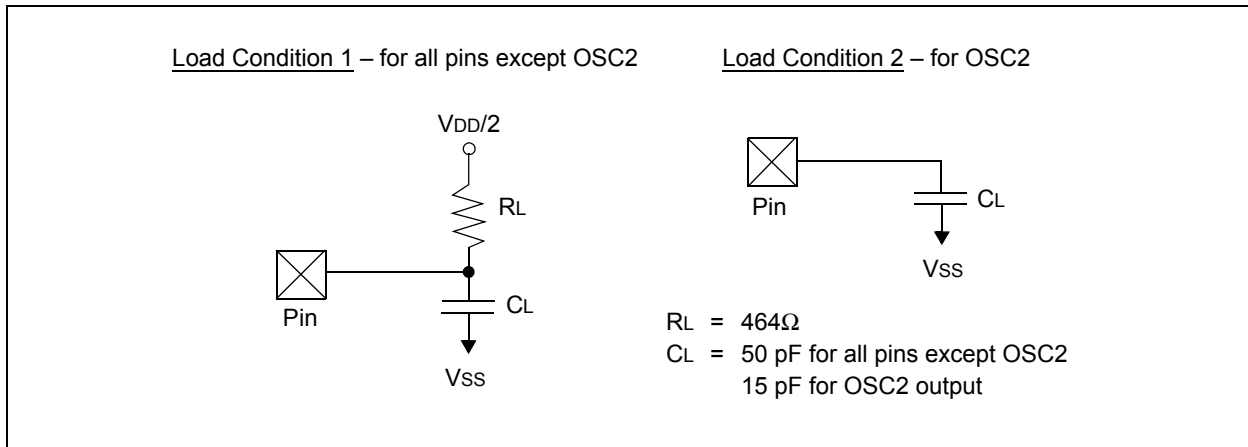 Load Condition 1 – for all pins except OSC2
VDD/2
RL
Pin
CL
VSS
Load Condition 2 – for OSC2
Pin
CL
VSS
RL = 464Ω
CL = 50 pF for all pins except OSC2
15 pF for OSC2 output